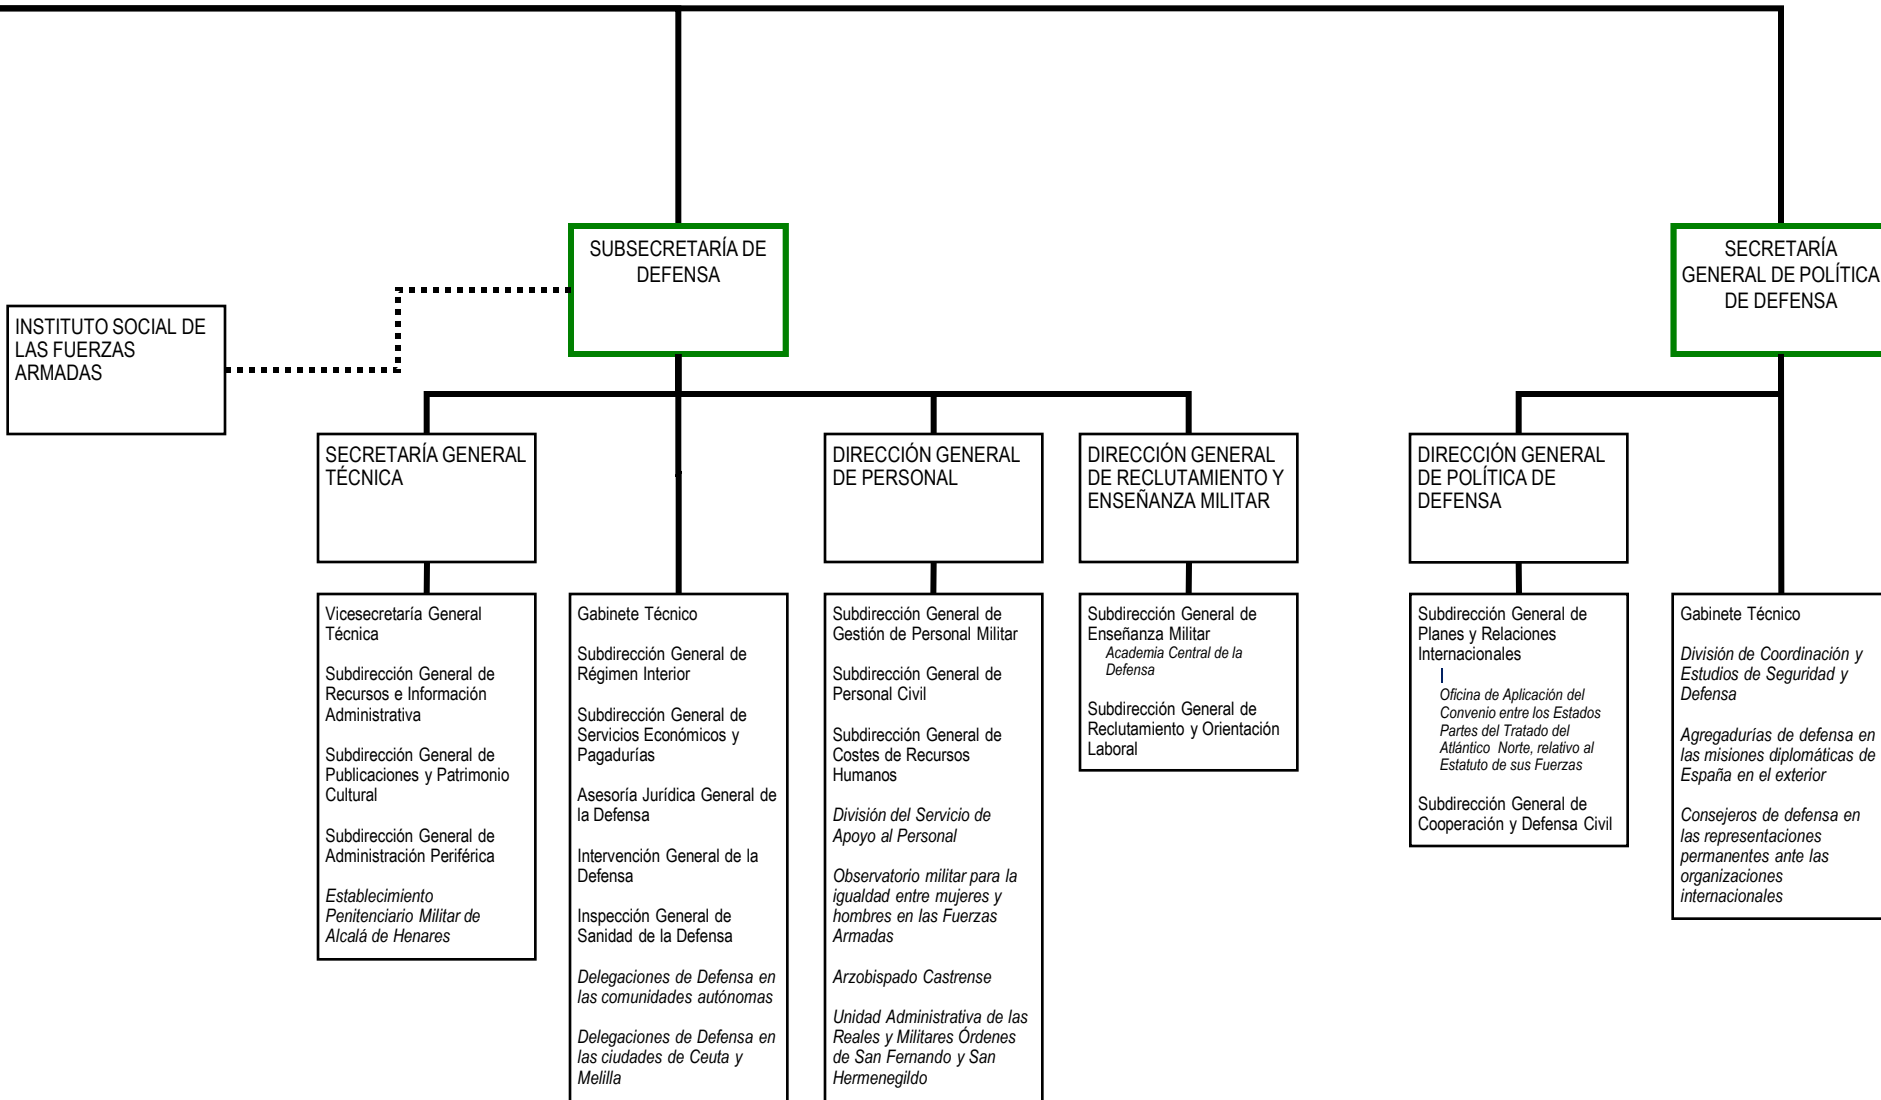 SUBSECRETARÍA DE
DEFENSA
SECRETARÍA
GENERAL DE POLÍTICA
DE DEFENSA
INSTITUTO SOCIAL DE
LAS FUERZAS
ARMADAS
SECRETARÍA GENERAL
TÉCNICA
DIRECCIÓN GENERAL
DE PERSONAL
DIRECCIÓN GENERAL
DE RECLUTAMIENTO Y
ENSEÑANZA MILITAR
DIRECCIÓN GENERAL
DE POLÍTICA DE
DEFENSA
Vicesecretaría General
Técnica
Subdirección General de
Recursos e Información
Administrativa
Subdirección General de
Publicaciones y Patrimonio
Cultural
Subdirección General de
Administración Periférica
Establecimiento
Penitenciario Militar de
Alcalá de Henares
Gabinete Técnico
Subdirección General de
Régimen Interior
Subdirección General de
Servicios Económicos y
Pagadurías
Asesoría Jurídica General de
la Defensa
Intervención General de la
Defensa
Inspección General de
Sanidad de la Defensa
Delegaciones de Defensa en
las comunidades autónomas
Delegaciones de Defensa en
las ciudades de Ceuta y
Melilla
Subdirección General de
Gestión de Personal Militar
Subdirección General de
Personal Civil
Subdirección General de
Costes de Recursos
Humanos
División del Servicio de
Apoyo al Personal
Observatorio militar para la
igualdad entre mujeres y
hombres en las Fuerzas
Armadas
Arzobispado Castrense
Unidad Administrativa de las
Reales y Militares Órdenes
de San Fernando y San
Hermenegildo
Subdirección General de
Enseñanza Militar
Academia Central de la
Defensa
Subdirección General de
Reclutamiento y Orientación
Laboral
Subdirección General de
Planes y Relaciones
Internacionales
Oficina de Aplicación del
Convenio entre los Estados
Partes del Tratado del
Atlántico Norte, relativo al
Estatuto de sus Fuerzas
Subdirección General de
Cooperación y Defensa Civil
Gabinete Técnico
División de Coordinación y
Estudios de Seguridad y
Defensa
Agregadurías de defensa en
las misiones diplomáticas de
España en el exterior
Consejeros de defensa en
las representaciones
permanentes ante las
organizaciones
internacionales